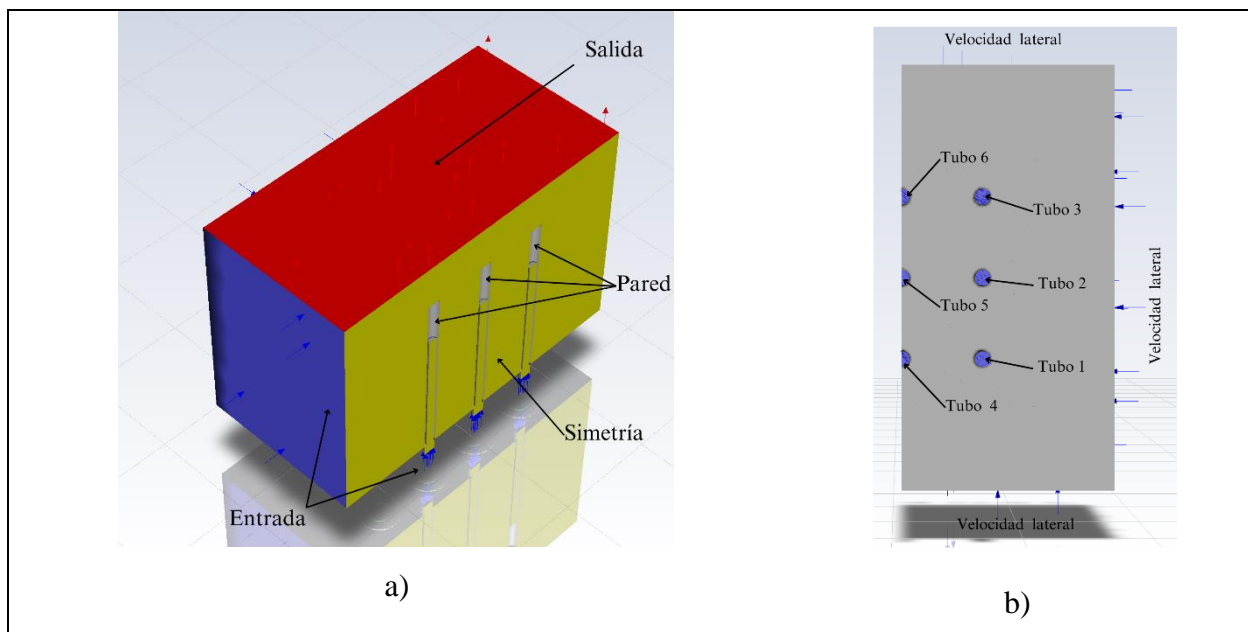 Salida
Pared
Simetría
Entrada
a)
Velocidad lateral
Tubo 6
Tubo 3
Tubo 2
Tubo 5
Tubo 1
Tubo 4
Velocidad lateral
Velocidad lateral
b)